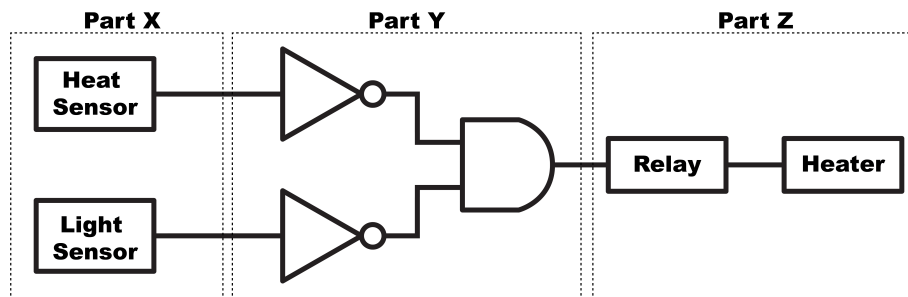 Part X
Part Y
Part Z
Heat
Sensor
Light
Sensor
Relay
Heater